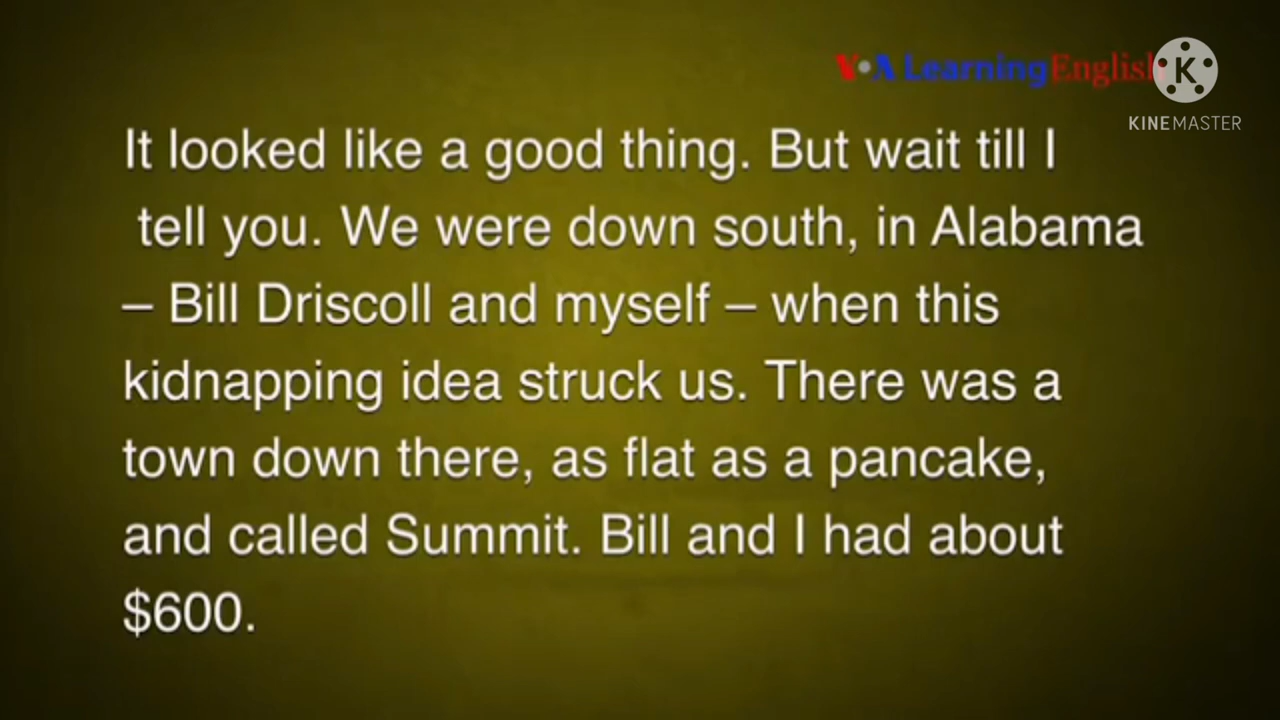 VOA Learning English
K
KINEMASTER
It looked like a good thing. But wait till I
tell you. We were down south, in Alabama
– Bill Driscoll and myself – when this
kidnapping idea struck us. There was a
town down there, as flat as a pancake,
and called Summit. Bill and I had about
$600.